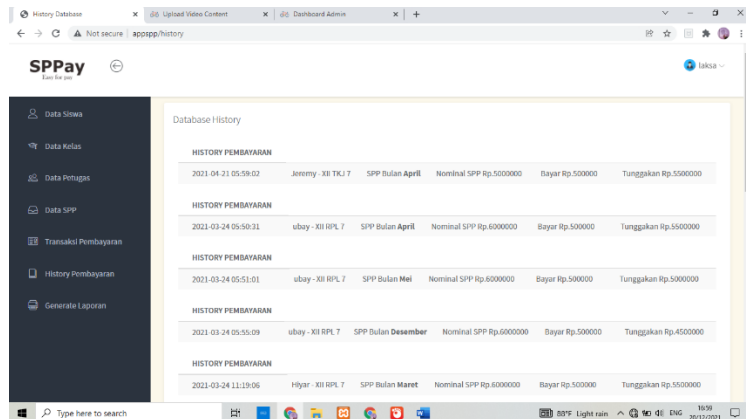 History Database
Upload Video Content
Dashboard Admin
Not secure appspp/history
SPPay
Easy for pay
laksa
Data Siswa
Data Kelas
Data Petugas
Data SPP
Transaksi Pembayaran
History Pembayaran
Generate Laporan
Database History
HISTORY PEMBAYARAN
2021-04-21 05:59:02 Jeremy - XII TKJ 7 SPP Bulan April Nominal SPP Rp.5000000 Bayar Rp.500000 Tunggakan Rp.5500000
HISTORY PEMBAYARAN
2021-03-24 05:50:31 ubay - XII RPL 7 SPP Bulan April Nominal SPP Rp.6000000 Bayar Rp.500000 Tunggakan Rp.5500000
HISTORY PEMBAYARAN
2021-03-24 05:51:01 ubay - XII RPL 7 SPP Bulan Mei Nominal SPP Rp.6000000 Bayar Rp.500000 Tunggakan Rp.5000000
HISTORY PEMBAYARAN
2021-03-24 05:55:09 ubay - XII RPL 7 SPP Bulan Desember Nominal SPP Rp.6000000 Bayar Rp.500000 Tunggakan Rp.4500000
HISTORY PEMBAYARAN
2021-03-24 11:19:06 Hiyar - XII RPL 7 SPP Bulan Maret Nominal SPP Rp.6000000 Bayar Rp.500000 Tunggakan Rp.5500000
Type here to search
88°F Light rain
ENG
16:59
20/12/2021